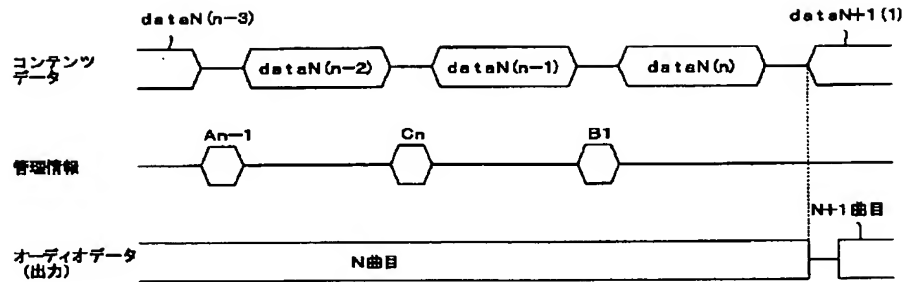 dataN(n-3)
dataN+1(1)
コンテンツ
データ
dataN(n-2)
dataN(n-1)
dataN(n)
An-1
Cn
B1
管理情報
N+1曲目
オーディオデータ
(出力)
N曲目